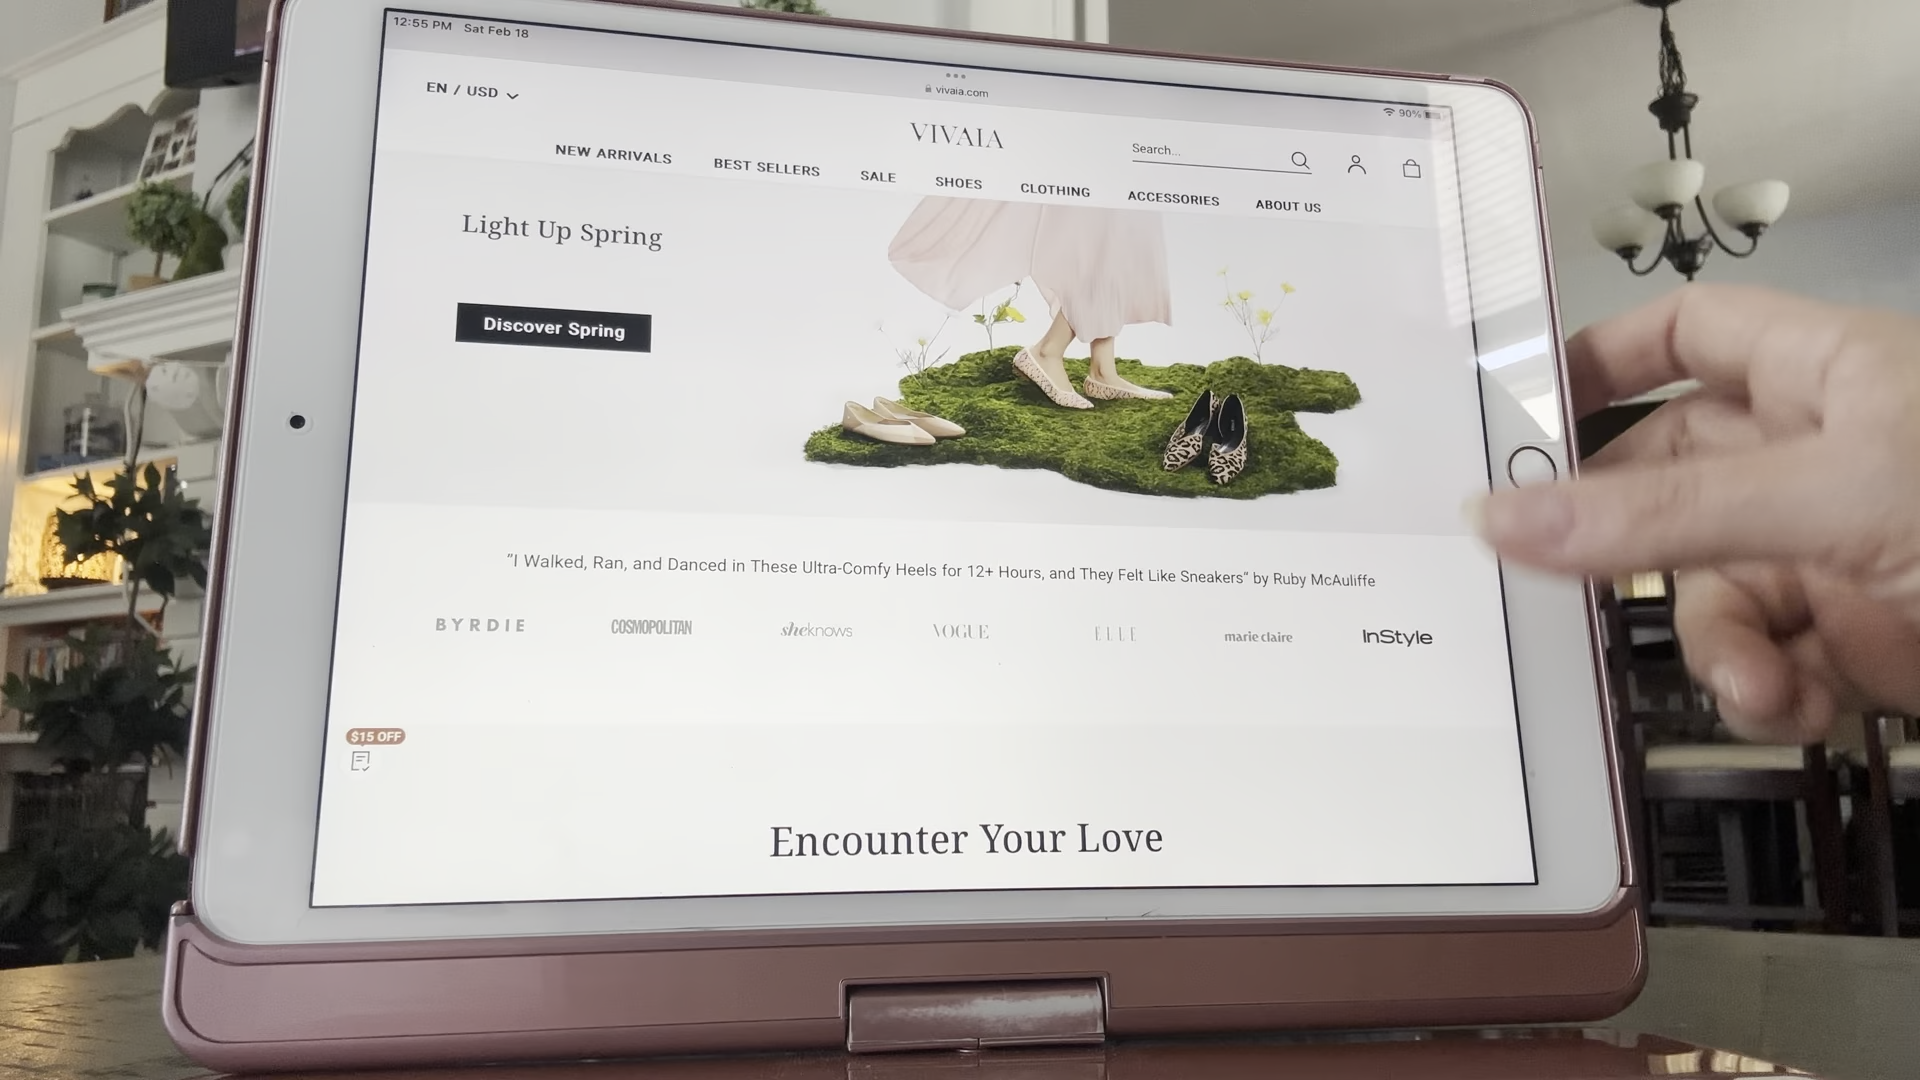 12:55 PM Sat Feb 18
vivaia.com
90%
EN / USD
VIVAIA
Search...
NEW ARRIVALS BEST SELLERS SALE SHOES CLOTHING ACCESSORIES ABOUT US
Light Up Spring
Discover Spring
“I Walked, Ran, and Danced in These Ultra-Comfy Heels for 12+ Hours, and They Felt Like Sneakers” by Ruby McAuliffe
BYRDIE COSMOPOLITAN sheknows VOGUE ELLE marie claire InStyle
$15 OFF
Encounter Your Love